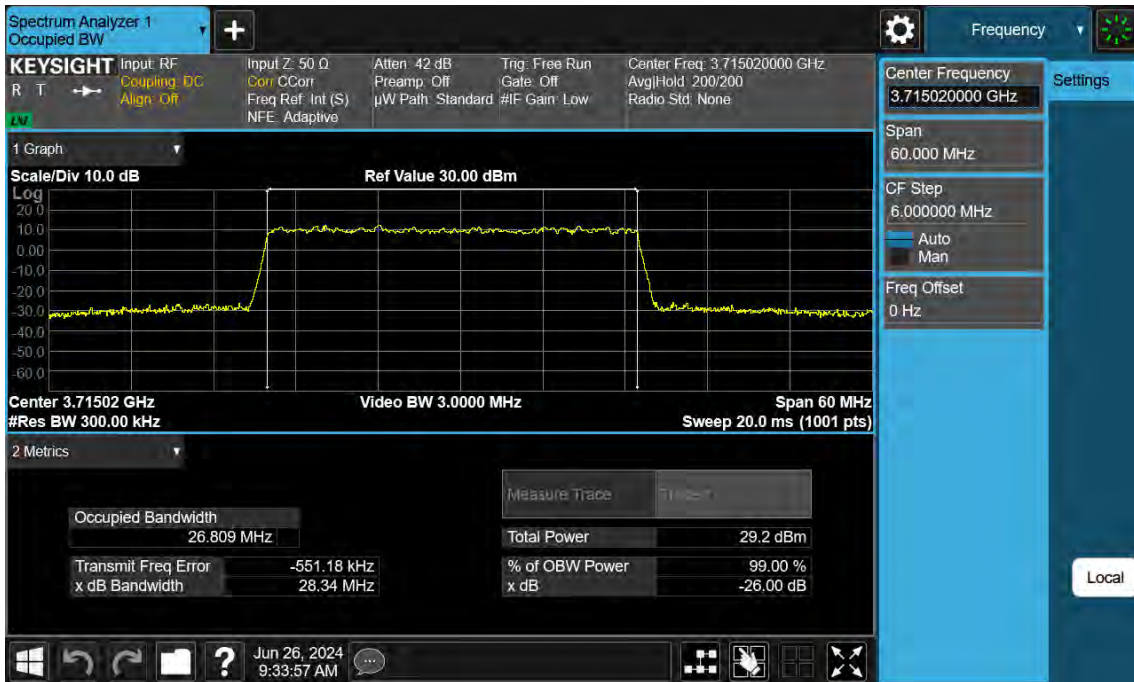 Spectrum Analyzer 1
Occupied BW
+
Frequency
KEYSIGHT
R T
LXI
Input: RF
Coupling: DC
Align: Off
Input Z: 50 Ω
Corr CCorr
Freq Ref: Int (S)
NFE: Adaptive
Atten: 42 dB
Preamp: Off
µW Path: Standard
Trig: Free Run
Gate: Off
#IF Gain: Low
Center Freq: 3.715020000 GHz
Avg|Hold: 200/200
Radio Std: None
Center Frequency
3.715020000 GHz
Settings
Span
60.000 MHz
CF Step
6.000000 MHz
Auto
Man
Freq Offset
0 Hz
Local
1 Graph
Scale/Div 10.0 dB
Ref Value 30.00 dBm
Log
20.0
10.0
0.00
-10.0
-20.0
-30.0
-40.0
-50.0
-60.0
Center 3.71502 GHz
Video BW 3.0000 MHz
Span 60 MHz
#Res BW 300.00 kHz
Sweep 20.0 ms (1001 pts)
2 Metrics
Measure Trace
Occupied Bandwidth
26.809 MHz
Total Power 29.2 dBm
Transmit Freq Error -551.18 kHz
% of OBW Power 99.00 %
x dB Bandwidth 28.34 MHz
x dB -26.00 dB
?
Jun 26, 2024
9:33:57 AM